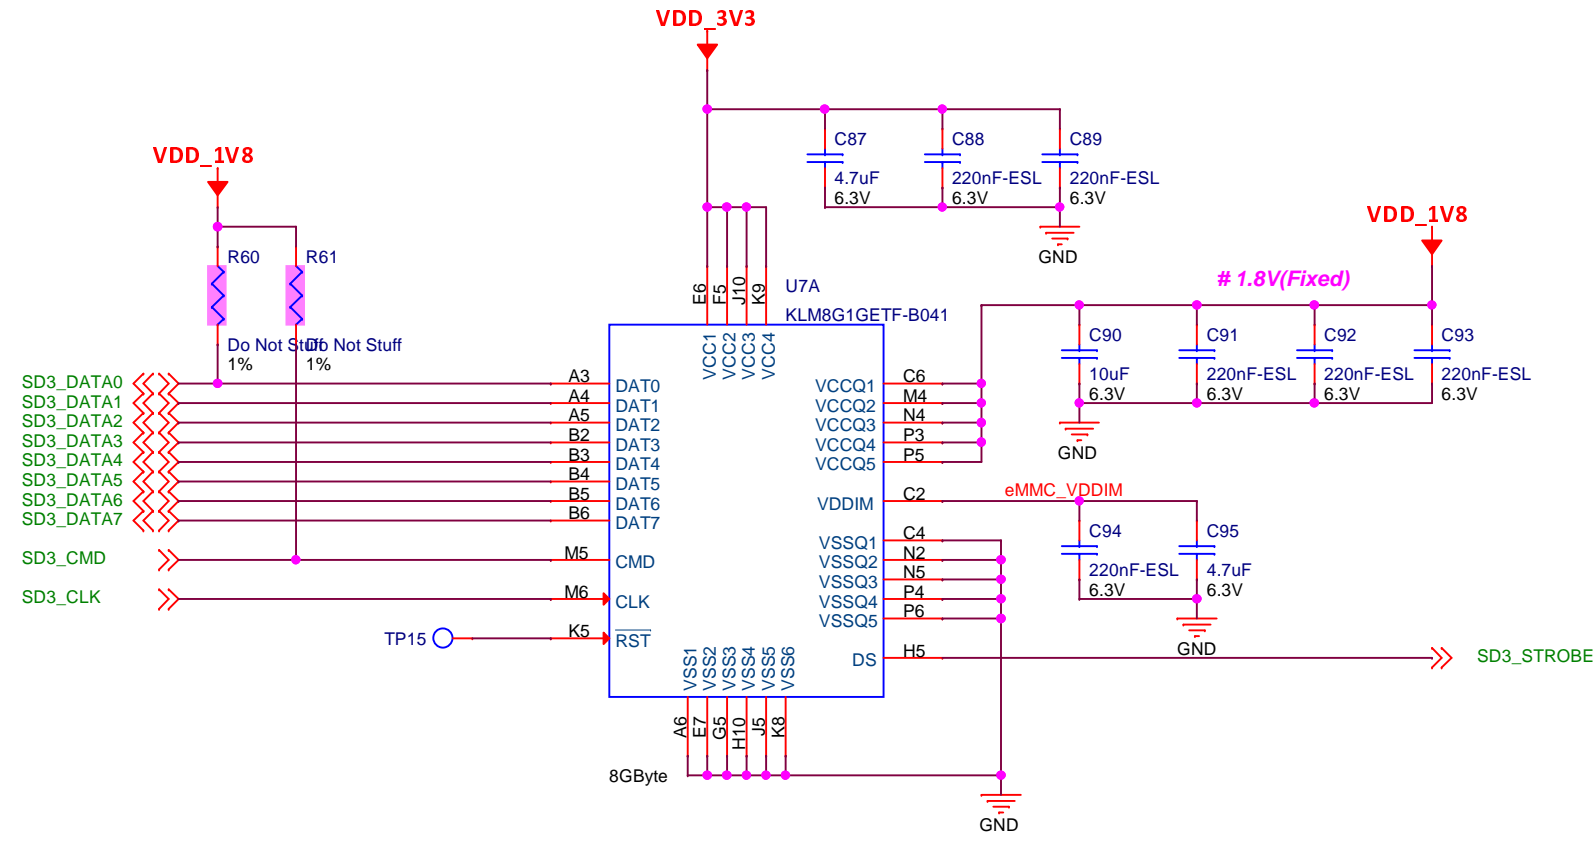 VDD_3V3
C87
4.7uF
6.3V
C88
220nF-ESL
6.3V
C89
220nF-ESL
6.3V
GND
VDD_1V8
R60
Do Not Stuff
1%
R61
Do Not Stuff
1%
VDD_1V8
# 1.8V(Fixed)
C90
10uF
6.3V
C91
220nF-ESL
6.3V
C92
220nF-ESL
6.3V
C93
220nF-ESL
6.3V
GND
U7A
KLM8G1GETF-B041
E6
F5
J10
K9
VCC1
VCC2
VCC3
VCC4
SD3_DATA0
SD3_DATA1
SD3_DATA2
SD3_DATA3
SD3_DATA4
SD3_DATA5
SD3_DATA6
SD3_DATA7
SD3_CMD
SD3_CLK
TP15
A3
A4
A5
B2
B3
B4
B5
B6
M5
M6
K5
DAT0
DAT1
DAT2
DAT3
DAT4
DAT5
DAT6
DAT7
CMD
CLK
RST
VCCQ1
VCCQ2
VCCQ3
VCCQ4
VCCQ5
VDDIM
VSSQ1
VSSQ2
VSSQ3
VSSQ4
VSSQ5
DS
C6
M4
N4
P3
P5
C2
C4
N2
N5
P4
P6
H5
eMMC_VDDIM
C94
220nF-ESL
6.3V
C95
4.7uF
6.3V
GND
SD3_STROBE
VSS1
VSS2
VSS3
VSS4
VSS5
VSS6
A6
E7
G5
H10
J5
K8
8GByte
GND